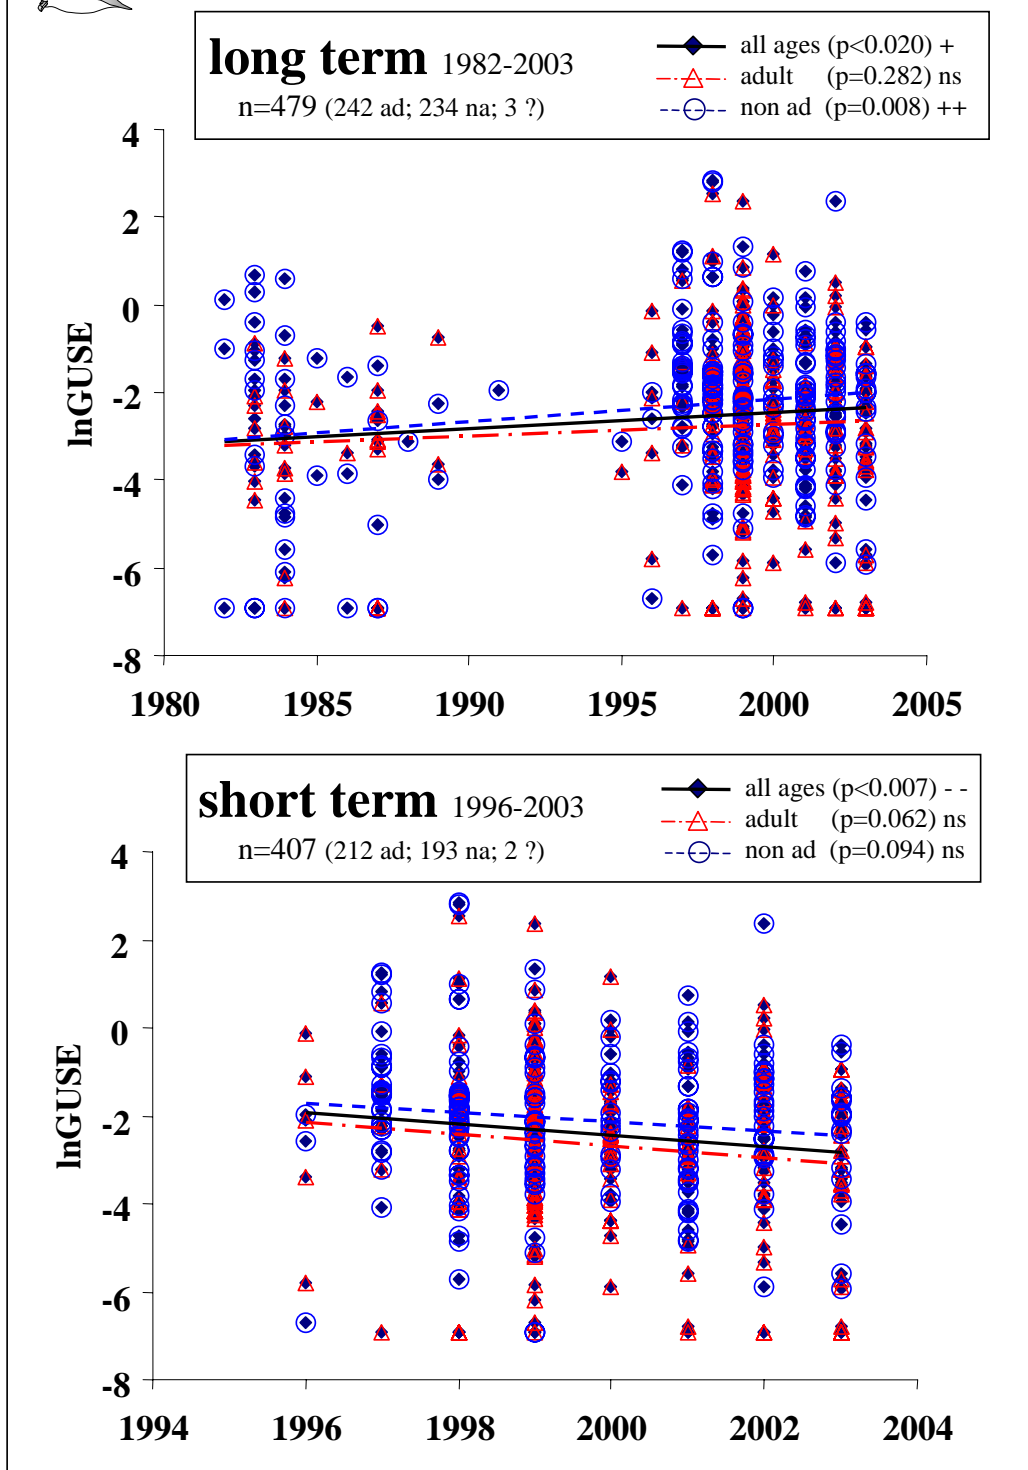 long term 1982-2003
n=479 (242 ad; 234 na; 3 ?)
all ages (p<0.020) +
adult (p=0.282) ns
non ad (p=0.008) ++
4
2
0
-2
-4
-6
-8
lnGUSE
1980 1985 1990 1995 2000 2005
short term 1996-2003
n=407 (212 ad; 193 na; 2 ?)
all ages (p<0.007) - -
adult (p=0.062) ns
non ad (p=0.094) ns
4
2
0
-2
-4
-6
-8
lnGUSE
1994 1996 1998 2000 2002 2004